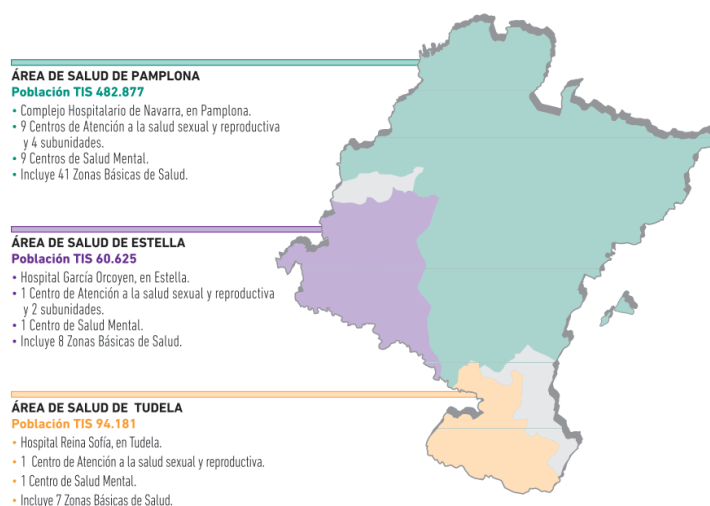 ÁREA DE SALUD DE PAMPLONA
Población TIS 482.877
• Complejo Hospitalario de Navarra, en Pamplona.
• 9 Centros de Atención a la salud sexual y reproductiva
y 4 subunidades.
• 9 Centros de Salud Mental.
• Incluye 41 Zonas Básicas de Salud.
ÁREA DE SALUD DE ESTELLA
Población TIS 60.625
• Hospital García Orcoyen, en Estella.
• 1 Centro de Atención a la salud sexual y reproductiva
y 2 subunidades.
• 1 Centro de Salud Mental.
• Incluye 8 Zonas Básicas de Salud.
ÁREA DE SALUD DE TUDELA
Población TIS 94.181
• Hospital Reina Sofía, en Tudela.
• 1 Centro de Atención a la salud sexual y reproductiva.
• 1 Centro de Salud Mental.
• Incluye 7 Zonas Básicas de Salud.